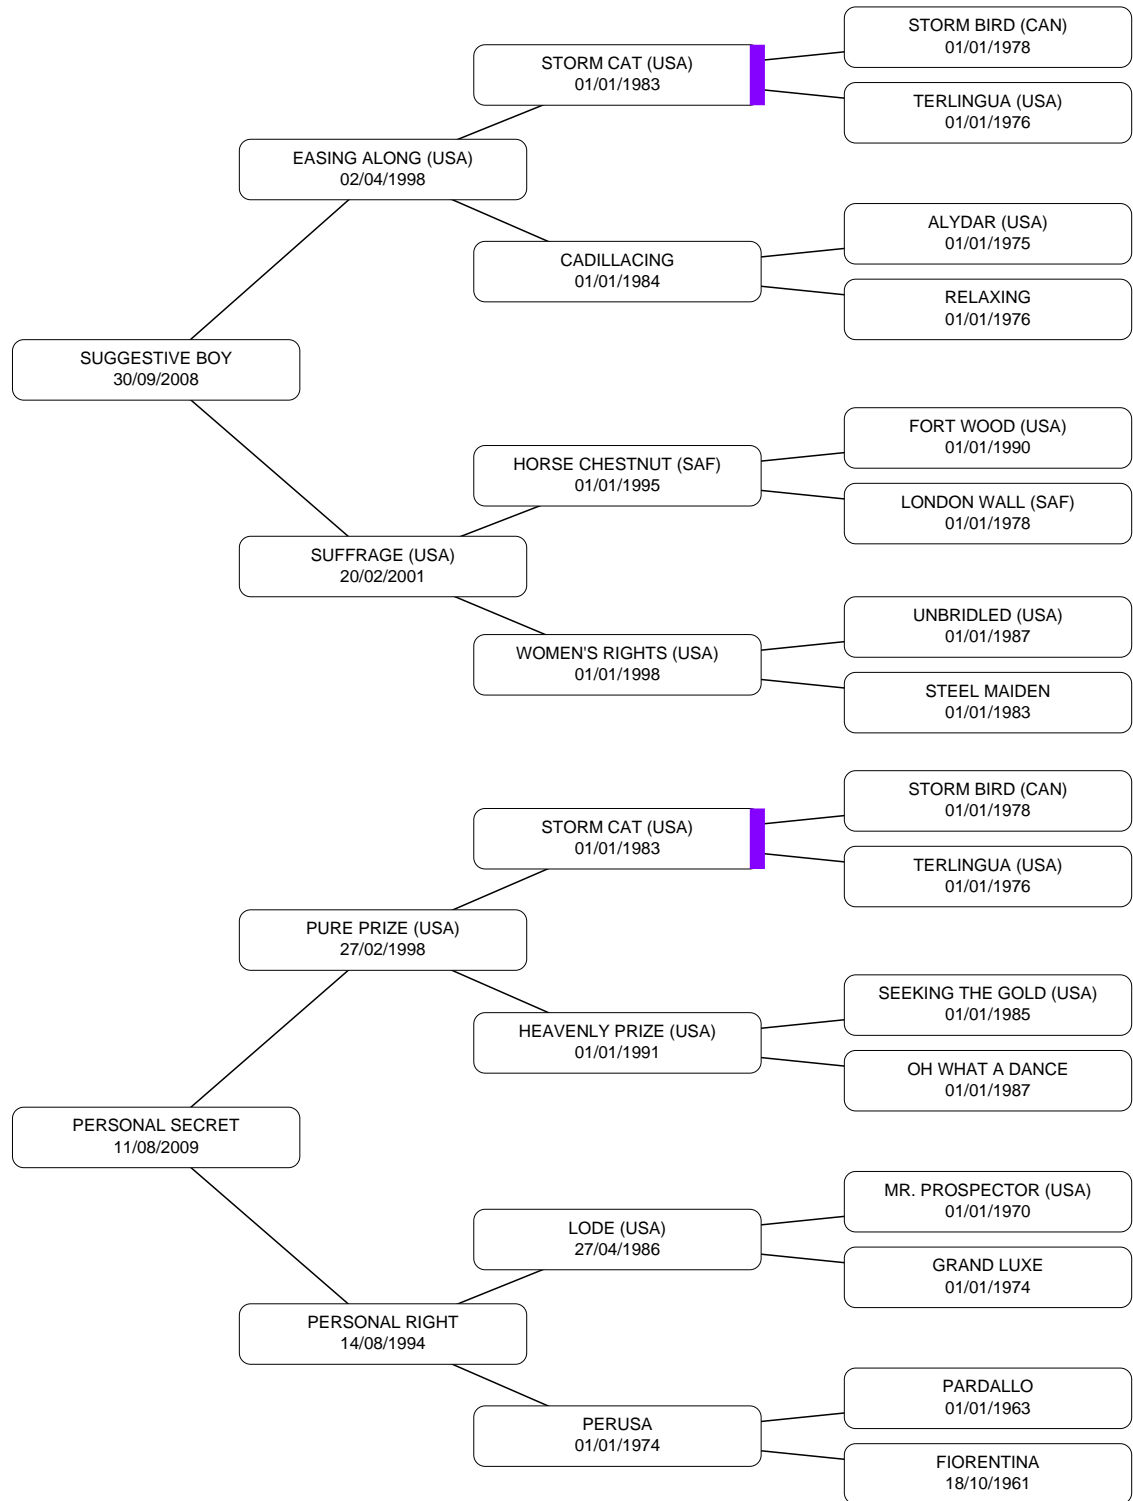 STORM BIRD (CAN)
01/01/1978
STORM CAT (USA)
01/01/1983
TERLINGUA (USA)
01/01/1976
EASING ALONG (USA)
02/04/1998
ALYDAR (USA)
01/01/1975
CADILLACING
01/01/1984
RELAXING
01/01/1976
SUGGESTIVE BOY
30/09/2008
FORT WOOD (USA)
01/01/1990
HORSE CHESTNUT (SAF)
01/01/1995
LONDON WALL (SAF)
01/01/1978
SUFFRAGE (USA)
20/02/2001
UNBRIDLED (USA)
01/01/1987
WOMEN'S RIGHTS (USA)
01/01/1998
STEEL MAIDEN
01/01/1983
STORM BIRD (CAN)
01/01/1978
STORM CAT (USA)
01/01/1983
TERLINGUA (USA)
01/01/1976
PURE PRIZE (USA)
27/02/1998
SEEKING THE GOLD (USA)
01/01/1985
HEAVENLY PRIZE (USA)
01/01/1991
OH WHAT A DANCE
01/01/1987
PERSONAL SECRET
11/08/2009
MR. PROSPECTOR (USA)
01/01/1970
LODE (USA)
27/04/1986
GRAND LUXE
01/01/1974
PERSONAL RIGHT
14/08/1994
PARDALLO
01/01/1963
PERUSA
01/01/1974
FIORENTINA
18/10/1961